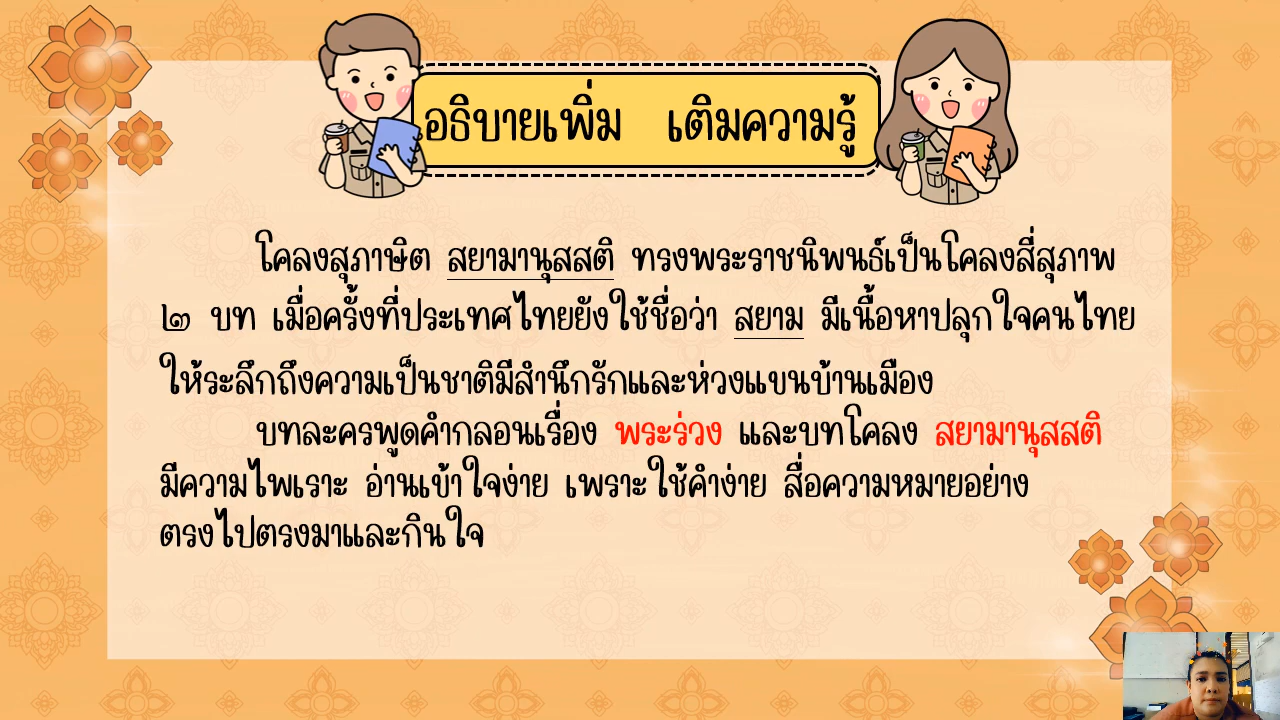 อธิบายเพิ่ม เติมความรู้
โคลงสุภาษิต สยามานุสสติ ทรงพระราชนิพนธ์เป็นโคลงสี่สุภาพ
๒ บท เมื่อครั้งที่ประเทศไทยยังใช้ชื่อว่า สยาม มีเนื้อหาปลุกใจคนไทย
ให้ระลึกถึงความเป็นชาติมีสำนึกรักและห่วงแขนบ้านเมือง
บทละครพูดคำกลอนเรื่อง พระร่วง และบทโคลง สยามานุสสติ
มีความไพเราะ อ่านเข้าใจง่าย เพราะใช้คำง่าย สื่อความหมายอย่าง
ตรงไปตรงมาและกินใจ